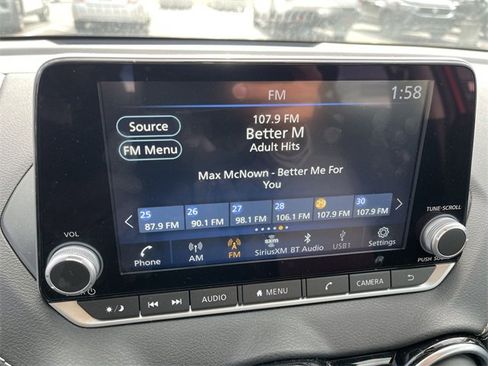 FM
1:58
107.9 FM
Source
Better M
FM Menu
Adult Hits
Max McNown - Better Me For
You
25 26 27 28 29 30
87.9 FM 90.1 FM 98.1 FM 106.1 FM 107.9 FM 107.9 FM
Phone AM FM SiriusXM BT Audio USB1 Settings
VOL
TUNE•SCROLL
AUDIO MENU CAMERA